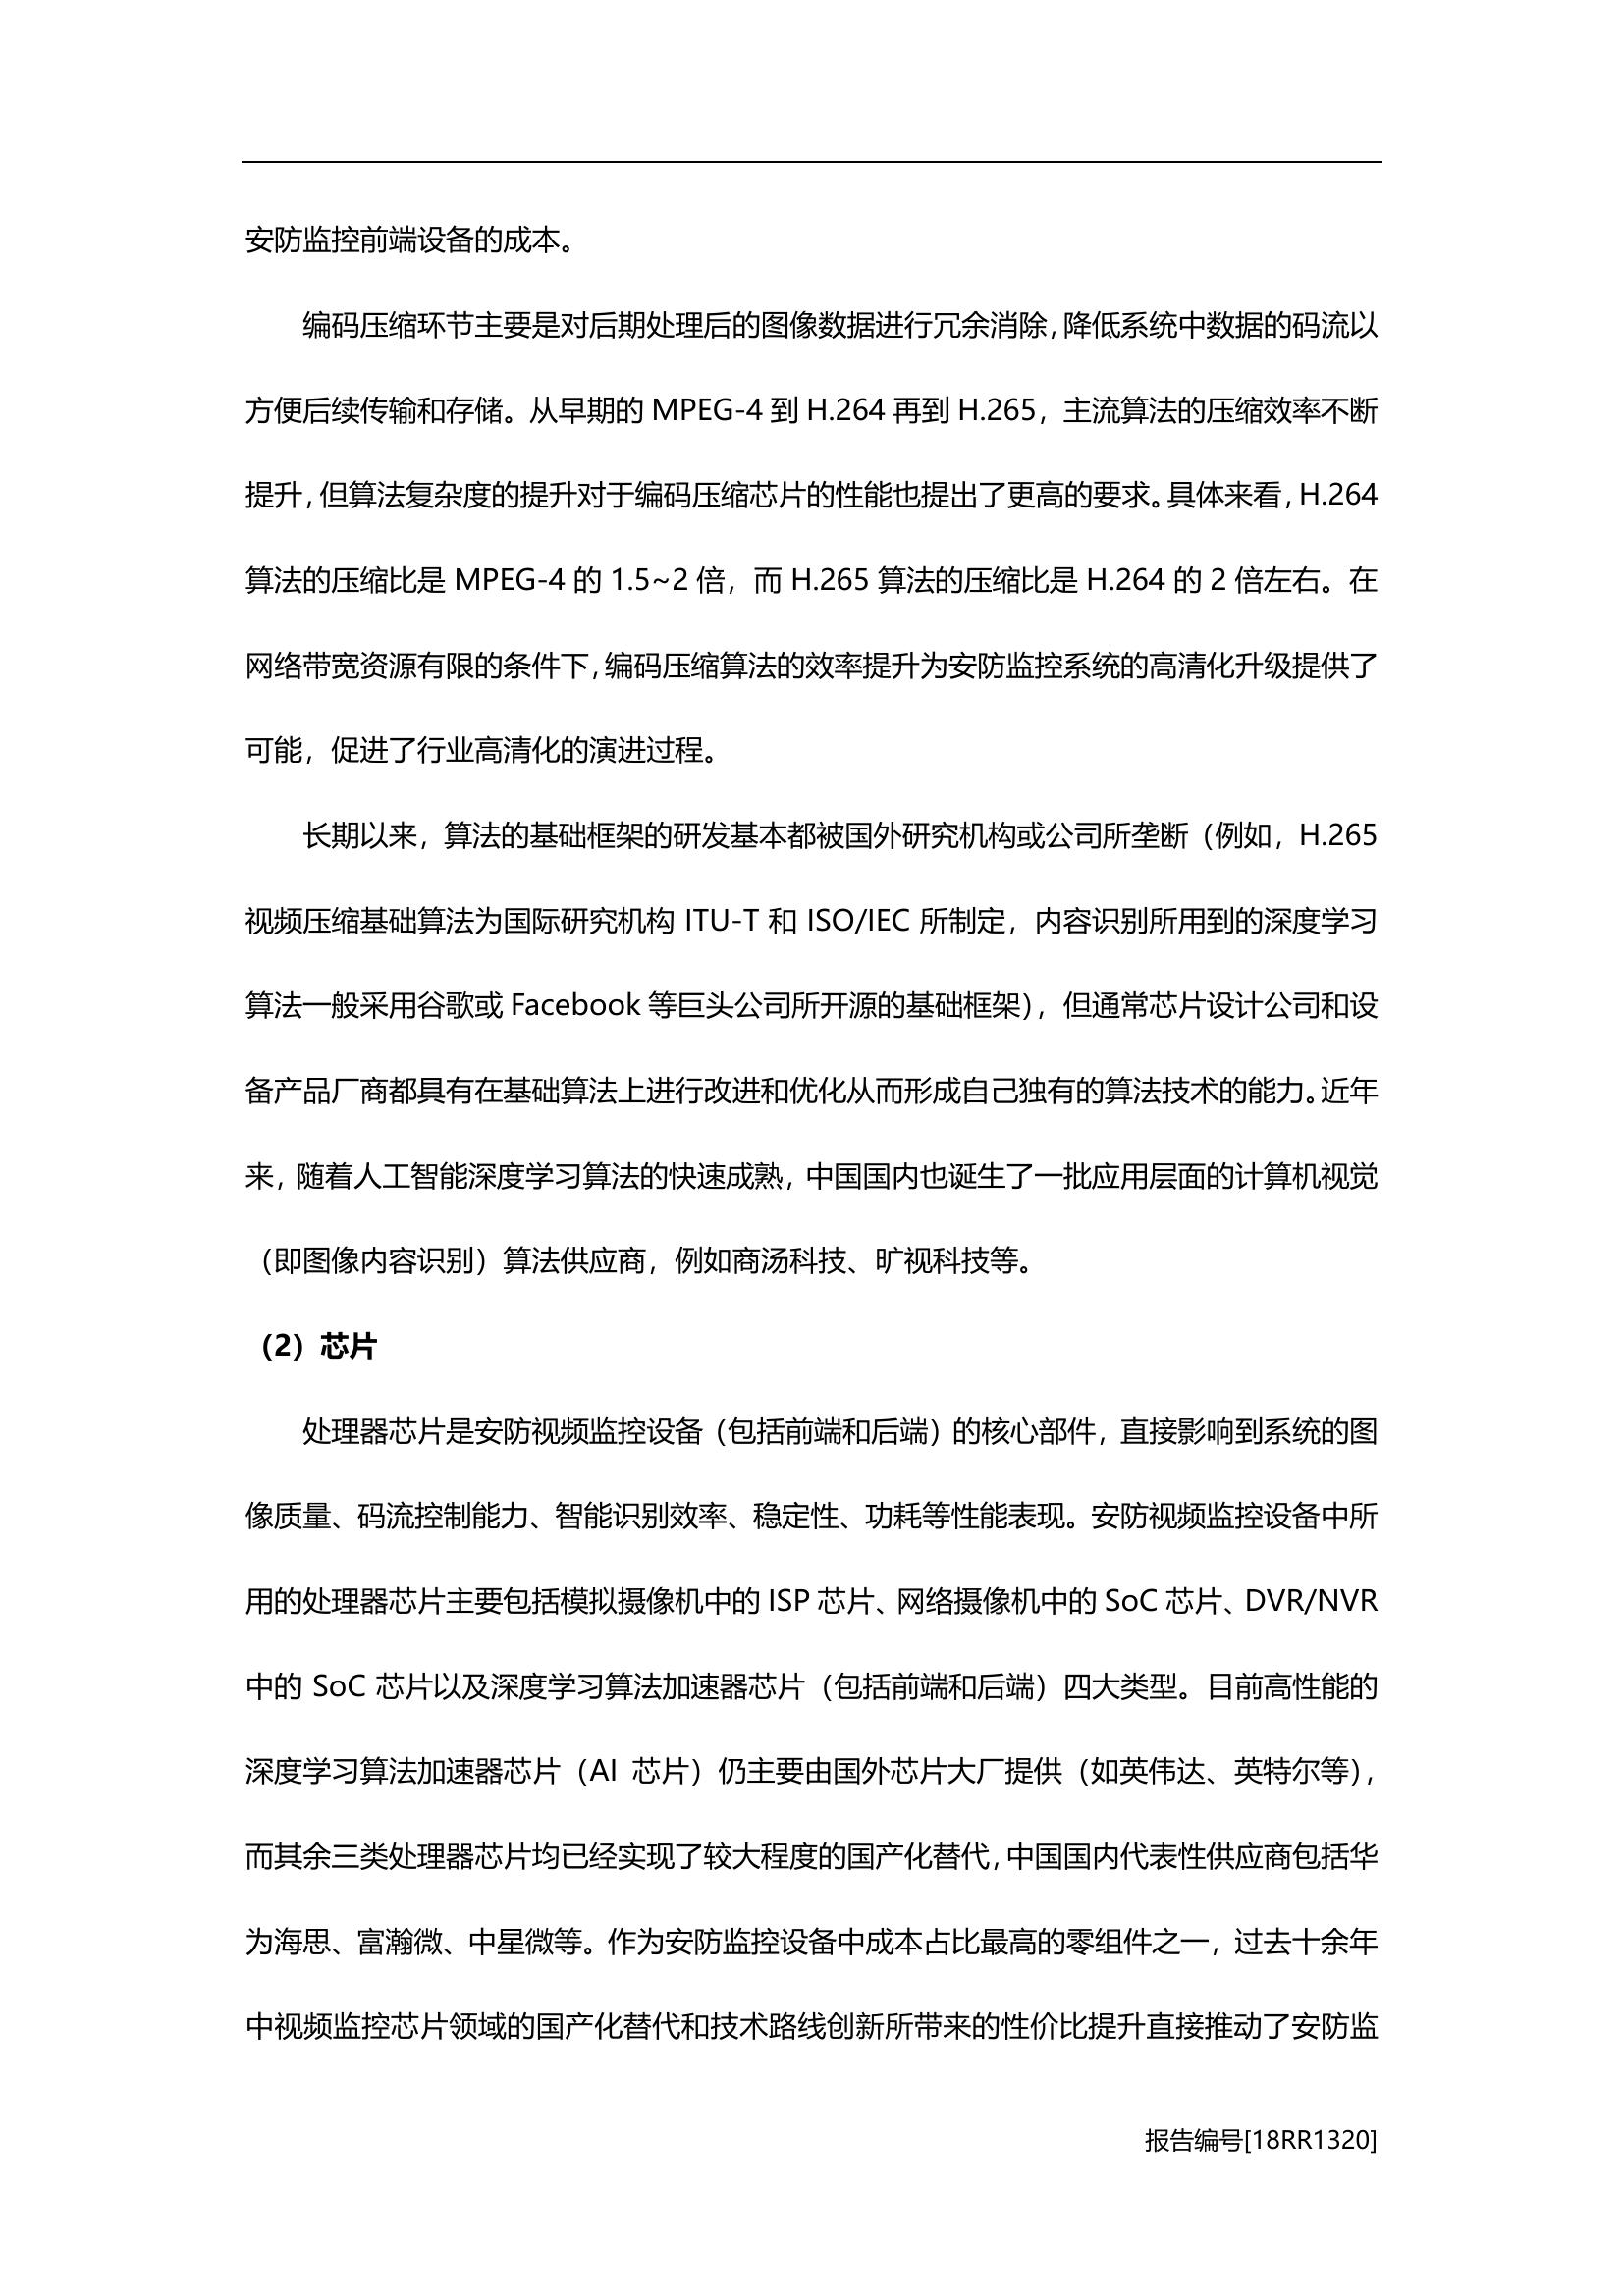 安防监控前端设备的成本。
编码压缩环节主要是对后期处理后的图像数据进行冗余消除，降低系统中数据的码流以
方便后续传输和存储。从早期的 MPEG-4 到 H.264 再到 H.265，主流算法的压缩效率不断
提升，但算法复杂度的提升对于编码压缩芯片的性能也提出了更高的要求。具体来看，H.264
算法的压缩比是 MPEG-4 的 1.5~2 倍，而 H.265 算法的压缩比是 H.264 的 2 倍左右。在
网络带宽资源有限的条件下，编码压缩算法的效率提升为安防监控系统的高清化升级提供了
可能，促进了行业高清化的演进过程。
长期以来，算法的基础框架的研发基本都被国外研究机构或公司所垄断（例如，H.265
视频压缩基础算法为国际研究机构 ITU-T 和 ISO/IEC 所制定，内容识别所用到的深度学习
算法一般采用谷歌或 Facebook 等巨头公司所开源的基础框架），但通常芯片设计公司和设
备产品厂商都具有在基础算法上进行改进和优化从而形成自己独有的算法技术的能力。近年
来，随着人工智能深度学习算法的快速成熟，中国国内也诞生了一批应用层面的计算机视觉
（即图像内容识别）算法供应商，例如商汤科技、旷视科技等。
（2）芯片
处理器芯片是安防视频监控设备（包括前端和后端）的核心部件，直接影响到系统的图
像质量、码流控制能力、智能识别效率、稳定性、功耗等性能表现。安防视频监控设备中所
用的处理器芯片主要包括模拟摄像机中的 ISP 芯片、网络摄像机中的 SoC 芯片、DVR/NVR
中的 SoC 芯片以及深度学习算法加速器芯片（包括前端和后端）四大类型。目前高性能的
深度学习算法加速器芯片（AI 芯片）仍主要由国外芯片大厂提供（如英伟达、英特尔等），
而其余三类处理器芯片均已经实现了较大程度的国产化替代，中国国内代表性供应商包括华
为海思、富瀚微、中星微等。作为安防监控设备中成本占比最高的零组件之一，过去十余年
中视频监控芯片领域的国产化替代和技术路线创新所带来的性价比提升直接推动了安防监
报告编号[18RR1320]